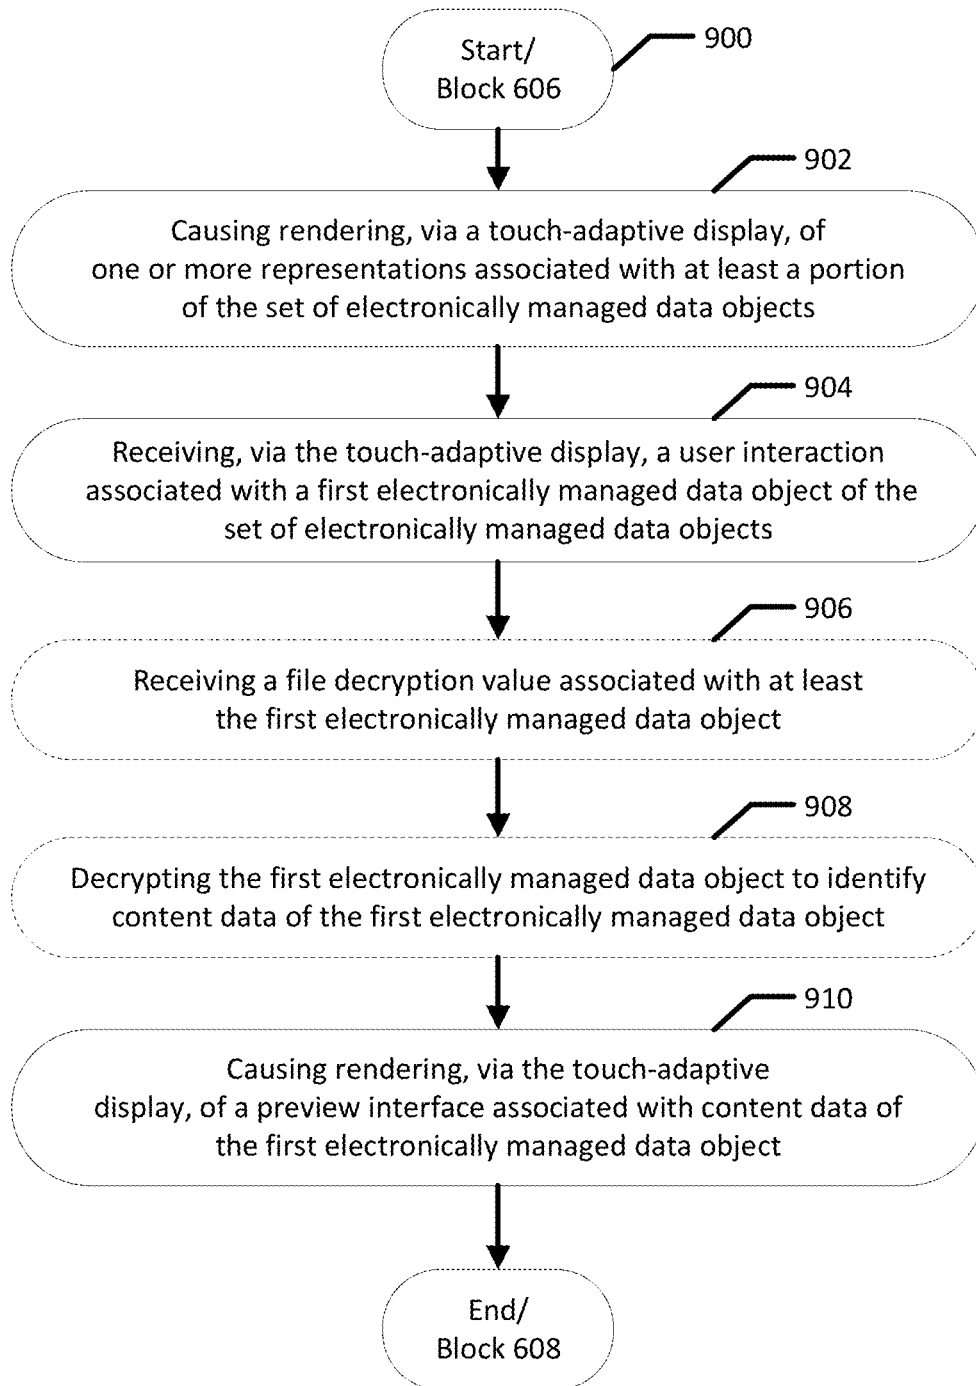 Start/
Block 606
900
902
Causing rendering, via a touch-adaptive display, of
one or more representations associated with at least a portion
of the set of electronically managed data objects
904
Receiving, via the touch-adaptive display, a user interaction
associated with a first electronically managed data object of the
set of electronically managed data objects
906
Receiving a file decryption value associated with at least
the first electronically managed data object
908
Decrypting the first electronically managed data object to identify
content data of the first electronically managed data object
910
Causing rendering, via the touch-adaptive
display, of a preview interface associated with content data of
the first electronically managed data object
End/
Block 608